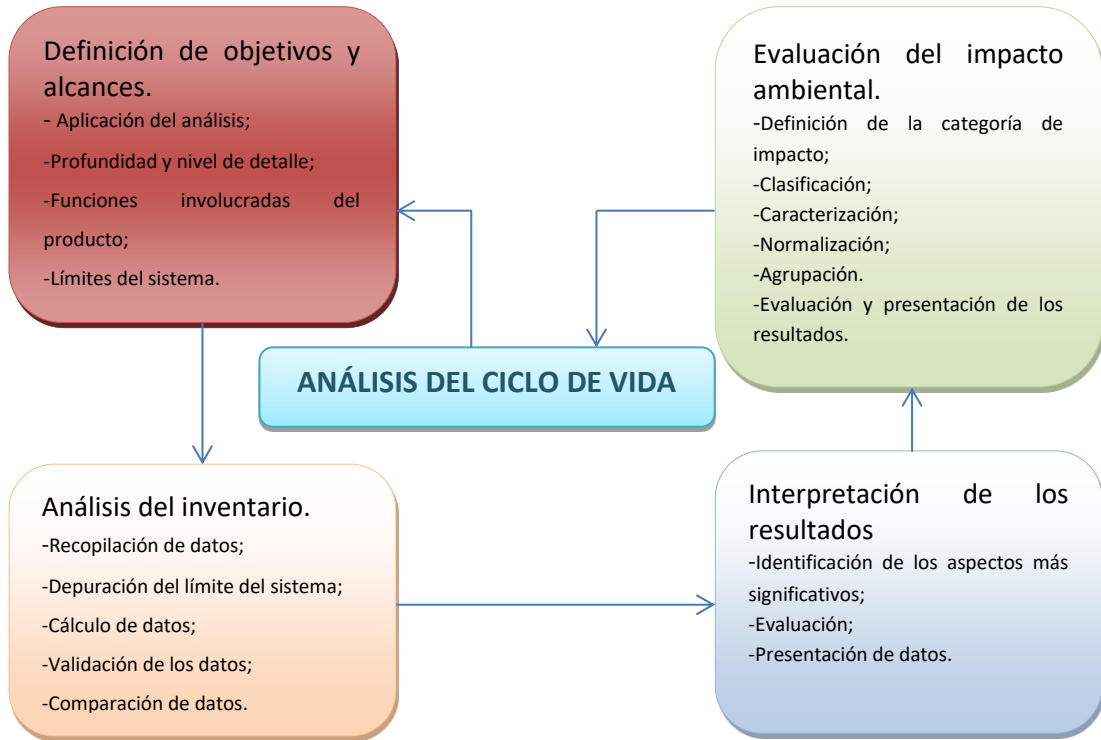 Definición de objetivos y
alcances.
- Aplicación del análisis;
-Profundidad y nivel de detalle;
-Funciones involucradas del
producto;
-Límites del sistema.
Evaluación del impacto
ambiental.
-Definición de la categoría de
impacto;
-Clasificación;
-Caracterización;
-Normalización;
-Agrupación.
-Evaluación y presentación de los
resultados.
ANÁLISIS DEL CICLO DE VIDA
Análisis del inventario.
-Recopilación de datos;
-Depuración del límite del sistema;
-Cálculo de datos;
-Validación de los datos;
-Comparación de datos.
Interpretación de los
resultados
-Identificación de los aspectos más
significativos;
-Evaluación;
-Presentación de datos.